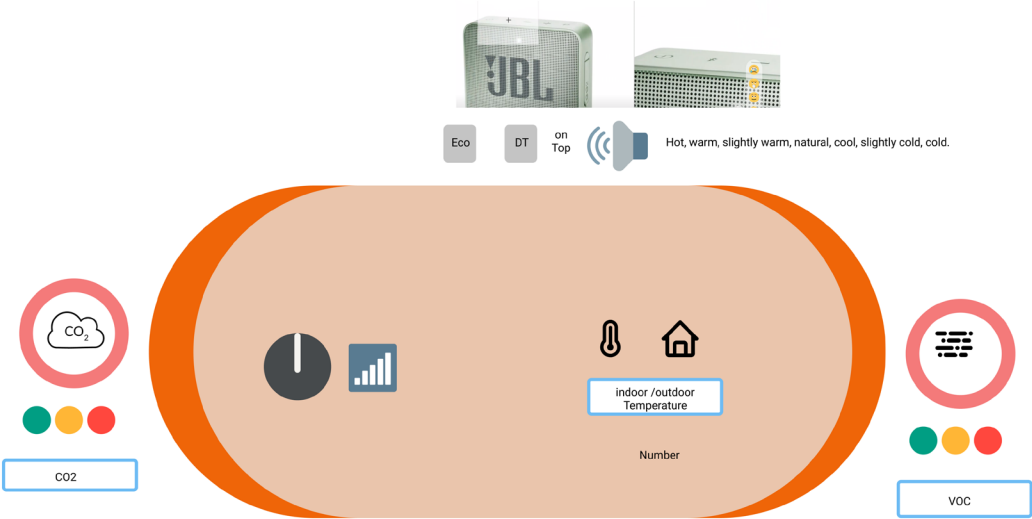 JBL
Eco
DT
on
Top
Hot, warm, slightly warm, natural, cool, slightly cold, cold.
CO2
indoor /outdoor
Temperature
Number
CO2
VOC